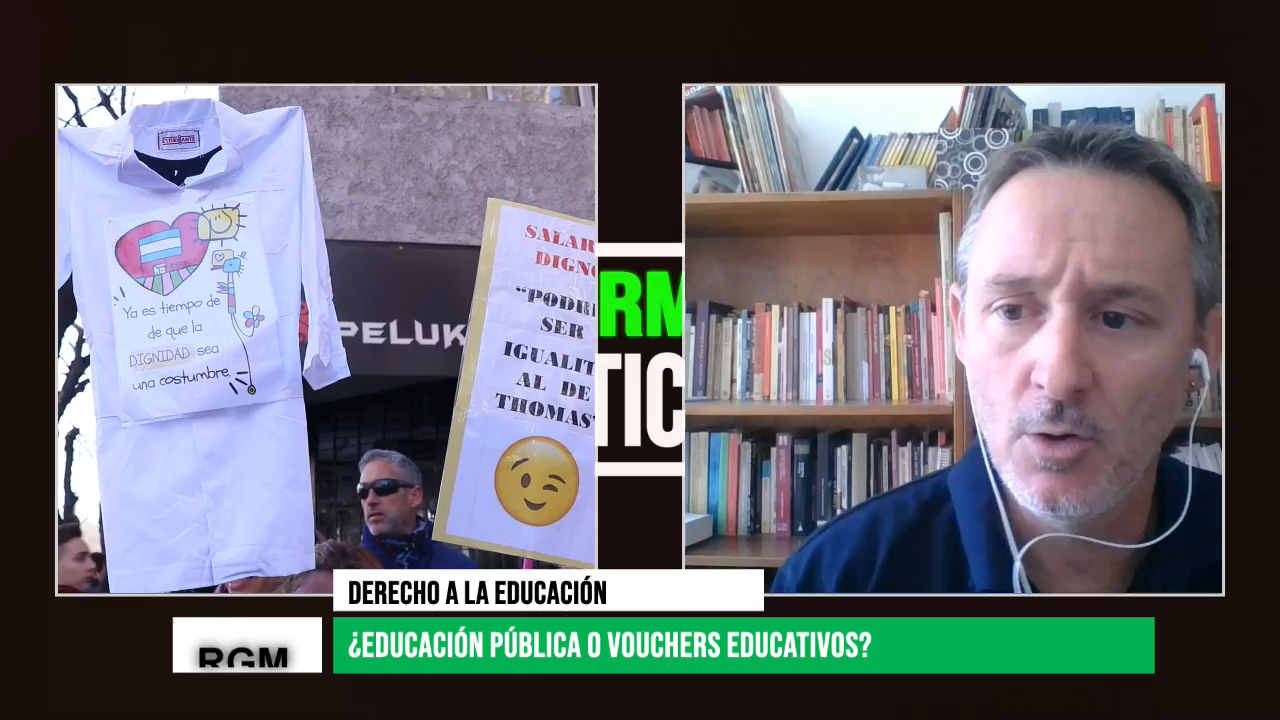 ESTUDIANTE
Ya es tiempo de
de que la
DIGNIDAD sea
una costumbre.
PELUK
SALAR
DIGNO
"PODRI
SER
IGUALIT
AL DE
THOMAS"
RM
TIC
DERECHO A LA EDUCACIÓN
¿EDUCACIÓN PÚBLICA O VOUCHERS EDUCATIVOS?
RGM